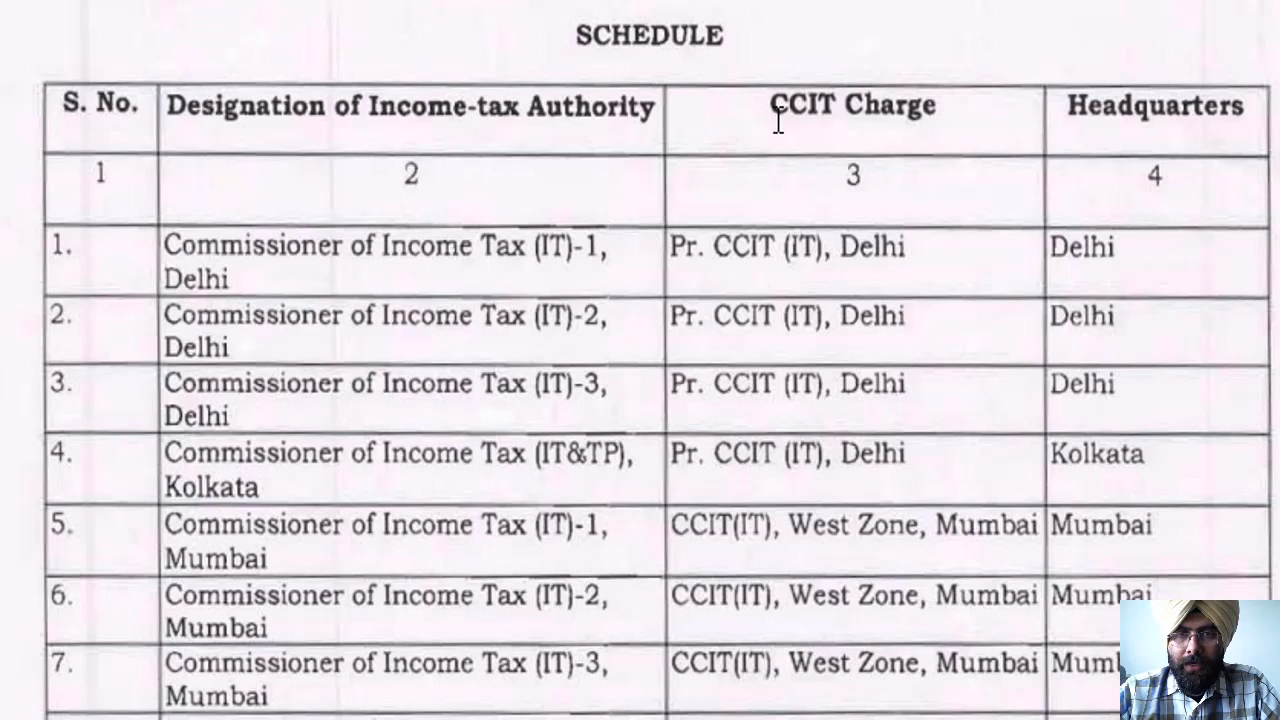 SCHEDULE
S. No. Designation of Income-tax Authority CCIT Charge Headquarters
1 2 3 4
1. Commissioner of Income Tax (IT)-1, Pr. CCIT (IT), Delhi Delhi
Delhi
2. Commissioner of Income Tax (IT)-2, Pr. CCIT (IT), Delhi Delhi
Delhi
3. Commissioner of Income Tax (IT)-3, Pr. CCIT (IT), Delhi Delhi
Delhi
4. Commissioner of Income Tax (IT&TP), Pr. CCIT (IT), Delhi Kolkata
Kolkata
5. Commissioner of Income Tax (IT)-1, CCIT(IT), West Zone, Mumbai Mumbai
Mumbai
6. Commissioner of Income Tax (IT)-2, CCIT(IT), West Zone, Mumbai Mumbai
Mumbai
7. Commissioner of Income Tax (IT)-3, CCIT(IT), West Zone, Mumbai
Mumbai